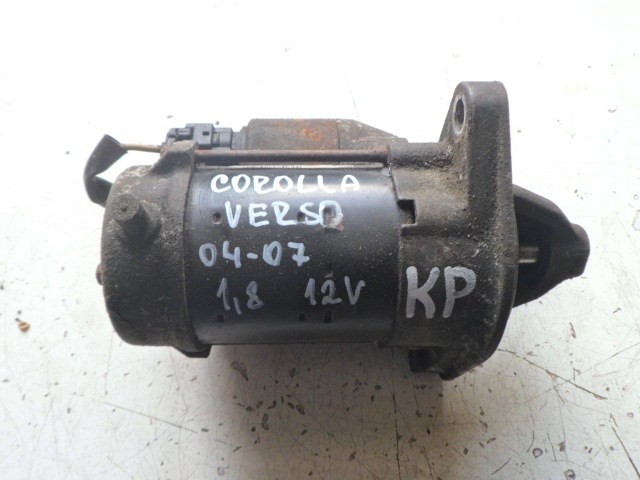 COROLLA
VERSO
04-07
1,8 12V
KP